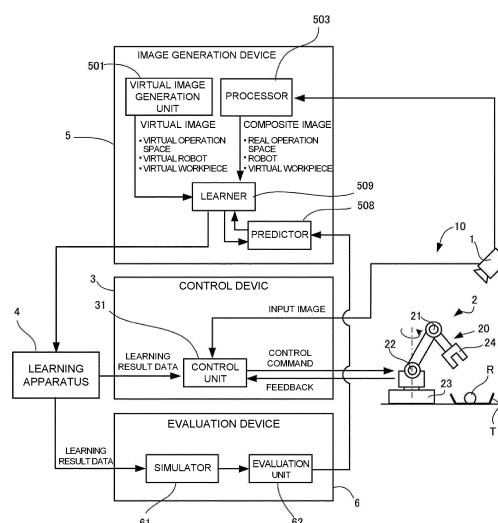 503
IMAGE GENERATION DEVICE
501
VIRTUAL IMAGE
GENERATION
UNIT
PROCESSOR
5
VIRTUAL IMAGE
• VIRTUAL OPERATION
SPACE
• VIRTUAL ROBOT
• VIRTUAL WORKPIECE
COMPOSITE IMAGE
• REAL OPERATION
SPACE
• ROBOT
• VIRTUAL WORKPIECE
LEARNER
509
508
PREDICTOR
10
1
3
CONTROL DEVIC
31
INPUT IMAGE
2
21
20
24
4
LEARNING
APPARATUS
LEARNING
RESULT DATA
CONTROL
UNIT
CONTROL
COMMAND
FEEDBACK
22
23
R
T
EVALUATION DEVICE
LEARNING
RESULT DATA
SIMULATOR
EVALUATION
UNIT
61
62
6